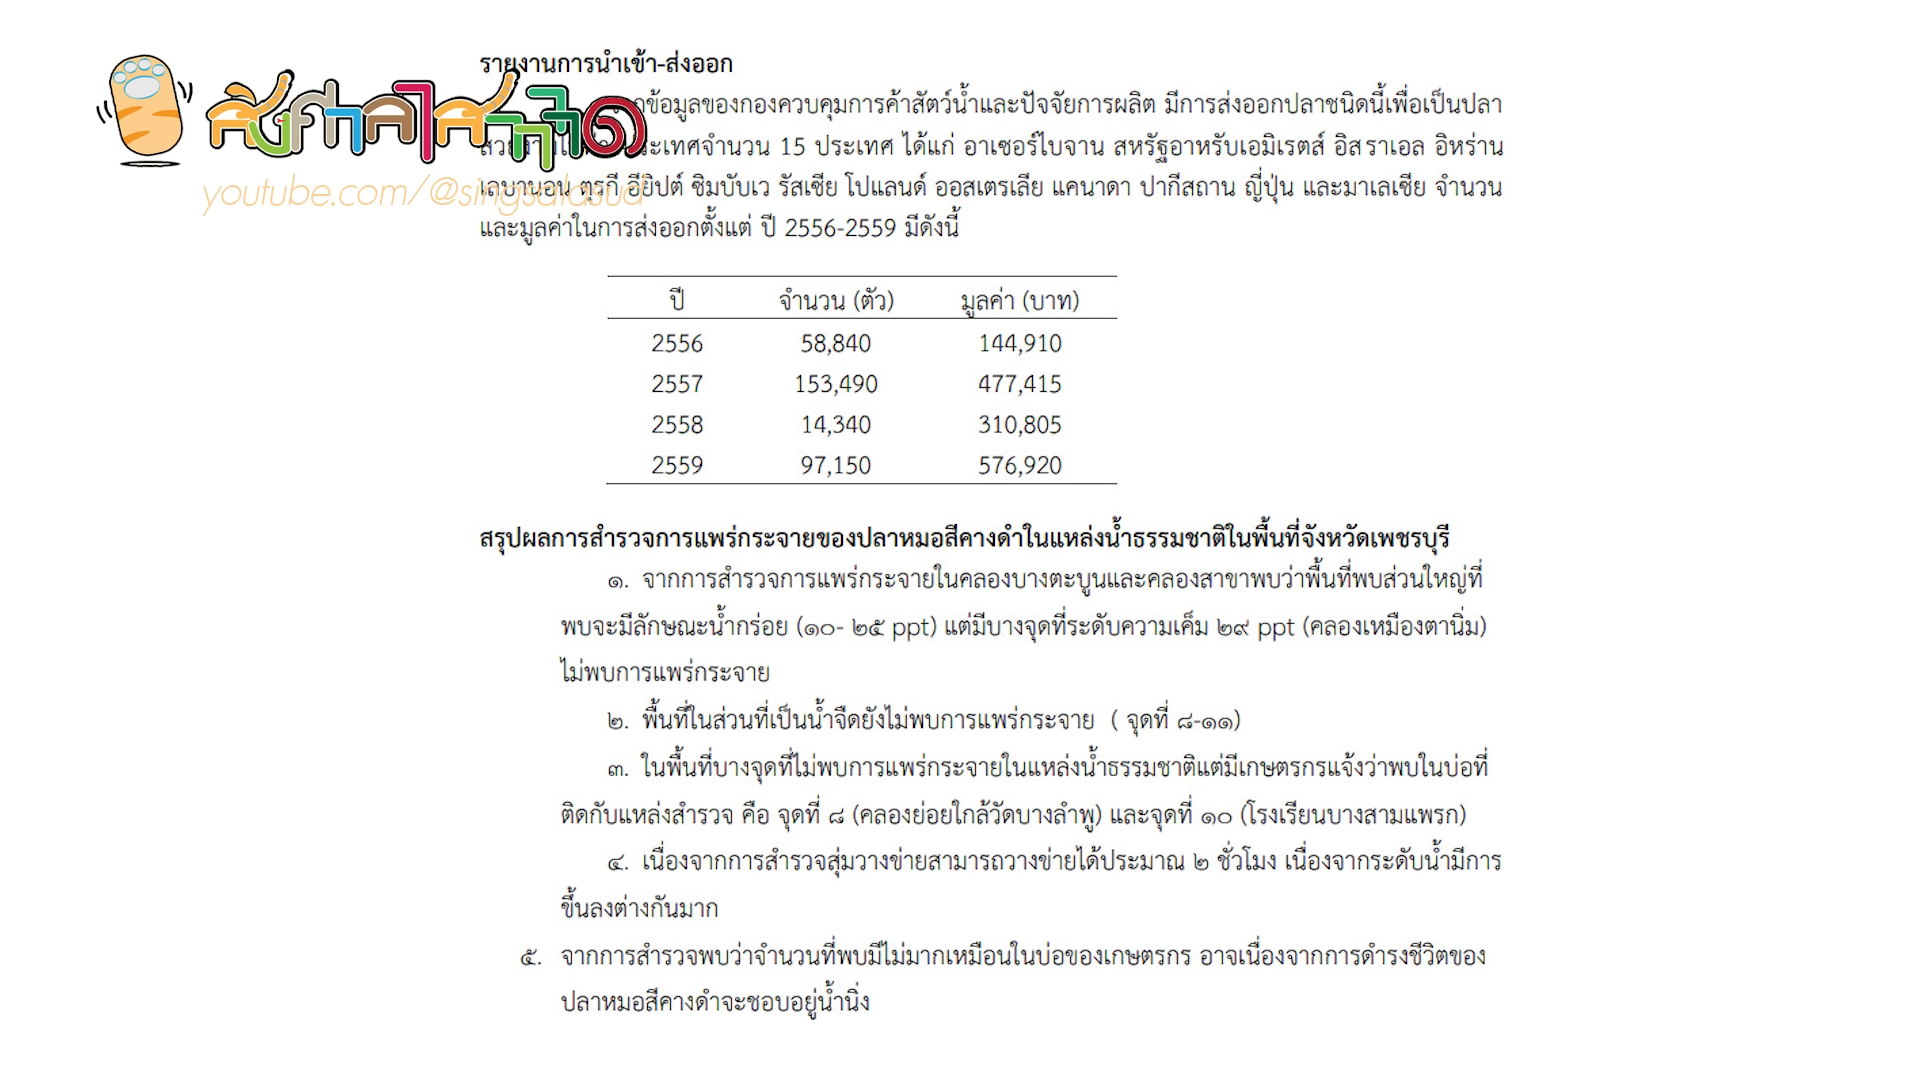 รายงานการนำเข้า-ส่งออก
ข้อมูลของกองควบคุมการค้าสัตว์น้ำและปัจจัยการผลิต มีการส่งออกปลาชนิดนี้เพื่อเป็นปลา
ประเทศจำนวน 15 ประเทศ ได้แก่ อาเซอร์ไบจาน สหรัฐอาหรับเอมิเรตส์ อิสราเอล อิหร่าน
เลบานอน ตุรกี อียิปต์ ซิมบับเว รัสเซีย โปแลนด์ ออสเตรเลีย แคนาดา ปากีสถาน ญี่ปุ่น และมาเลเซีย จำนวน
และมูลค่าในการส่งออกตั้งแต่ ปี 2556-2559 มีดังนี้
สิงศาลาสุด
youtube.com/@singsalasud
ปี จำนวน (ตัว) มูลค่า (บาท)
2556 58,840 144,910
2557 153,490 477,415
2558 14,340 310,805
2559 97,150 576,920
สรุปผลการสำรวจการแพร่กระจายของปลาหมอสีคางดำในแหล่งน้ำธรรมชาติในพื้นที่จังหวัดเพชรบุรี
๑. จากการสำรวจการแพร่กระจายในคลองบางตะบูนและคลองสาขาพบว่าพื้นที่พบส่วนใหญ่ที่
พบจะมีลักษณะน้ำกร่อย (๑๐- ๒๕ ppt) แต่มีบางจุดที่ระดับความเค็ม ๒๙ ppt (คลองเหมืองตานิ่ม)
ไม่พบการแพร่กระจาย
๒. พื้นที่ในส่วนที่เป็นน้ำจืดยังไม่พบการแพร่กระจาย ( จุดที่ ๘-๑๑)
๓. ในพื้นที่บางจุดที่ไม่พบการแพร่กระจายในแหล่งน้ำธรรมชาติแต่มีเกษตรกรแจ้งว่าพบในบ่อที่
ติดกับแหล่งสำรวจ คือ จุดที่ ๘ (คลองย่อยใกล้วัดบางลำพู) และจุดที่ ๑๐ (โรงเรียนบางสามแพรก)
๔. เนื่องจากการสำรวจสุ่มวางข่ายสามารถวางข่ายได้ประมาณ ๒ ชั่วโมง เนื่องจากระดับน้ำมีการ
ขึ้นลงต่างกันมาก
๕. จากการสำรวจพบว่าจำนวนที่พบมีไม่มากเหมือนในบ่อของเกษตรกร อาจเนื่องจากการดำรงชีวิตของ
ปลาหมอสีคางดำจะชอบอยู่น้ำนิ่ง